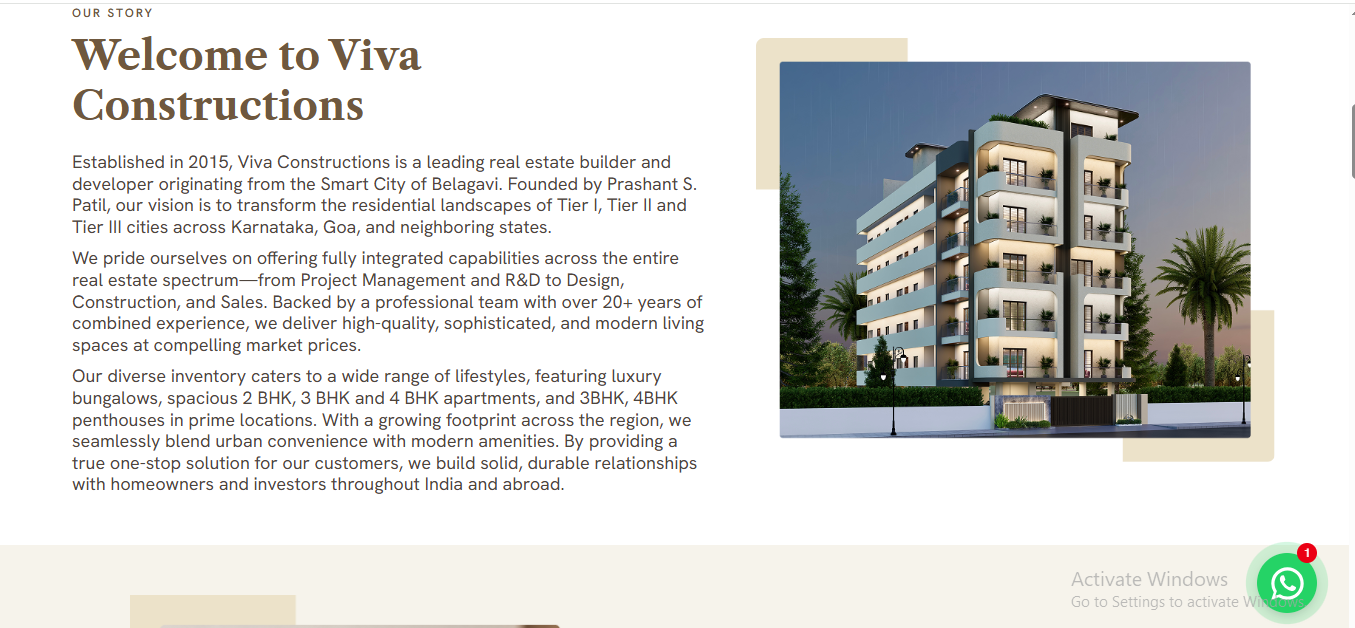 OUR STORY
Welcome to Viva
Constructions
Established in 2015, Viva Constructions is a leading real estate builder and
developer originating from the Smart City of Belagavi. Founded by Prashant S.
Patil, our vision is to transform the residential landscapes of Tier I, Tier II and
Tier III cities across Karnataka, Goa, and neighboring states.
We pride ourselves on offering fully integrated capabilities across the entire
real estate spectrum—from Project Management and R&D to Design,
Construction, and Sales. Backed by a professional team with over 20+ years of
combined experience, we deliver high-quality, sophisticated, and modern living
spaces at compelling market prices.
Our diverse inventory caters to a wide range of lifestyles, featuring luxury
bungalows, spacious 2 BHK, 3 BHK and 4 BHK apartments, and 3BHK, 4BHK
penthouses in prime locations. With a growing footprint across the region, we
seamlessly blend urban convenience with modern amenities. By providing a
true one-stop solution for our customers, we build solid, durable relationships
with homeowners and investors throughout India and abroad.
1
Activate Windows
Go to Settings to activate Windows.